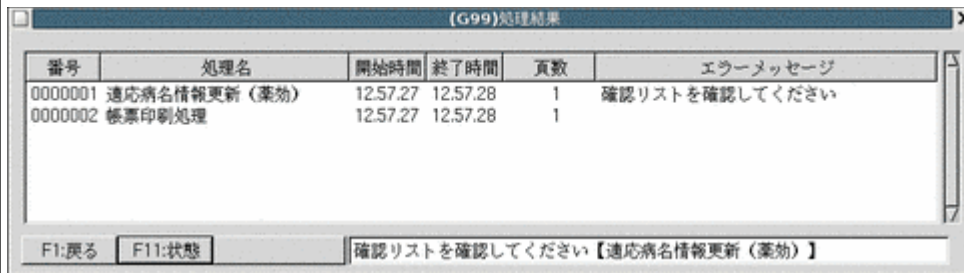 (G99)処理結果
番号 処理名 開始時間 終了時間 頁数 エラーメッセージ
0000001 適応病名情報更新（薬効） 12.57.27 12.57.28 1 確認リストを確認してください
0000002 帳票印刷処理 12.57.27 12.57.28 1
F1:戻る F11:状態 確認リストを確認してください【適応病名情報更新（薬効）】